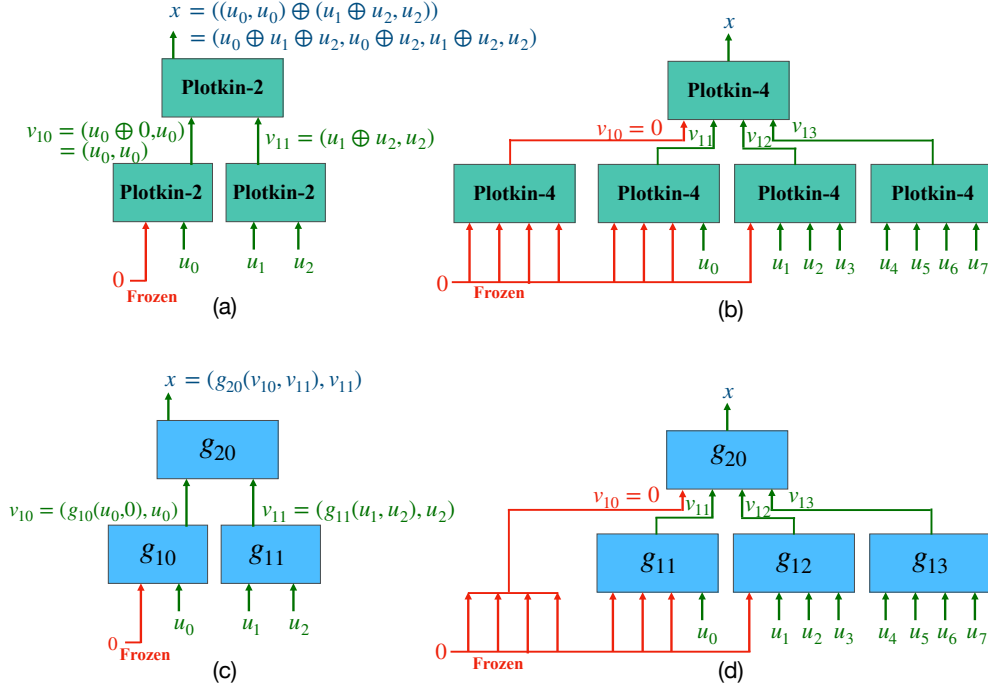 x = ((u₀, u₀) ⊕ (u₁ ⊕ u₂, u₂))
= (u₀ ⊕ u₁ ⊕ u₂, u₀ ⊕ u₂, u₁ ⊕ u₂, u₂)
Plotkin-2
v₁₀ = (u₀ ⊕ 0,u₀)
= (u₀, u₀)
v₁₁ = (u₁ ⊕ u₂, u₂)
Plotkin-2 Plotkin-2
u₀ u₁ u₂
0
Frozen
(a)
x
Plotkin-4
v₁₀ = 0 v₁₁ v₁₂ v₁₃
Plotkin-4 Plotkin-4 Plotkin-4 Plotkin-4
u₀ u₁ u₂ u₃ u₄ u₅ u₆ u₇
0
Frozen
(b)
x = (g₂₀(v₁₀, v₁₁), v₁₁)
g₂₀
v₁₀ = (g₁₀(u₀,0), u₀) v₁₁ = (g₁₁(u₁, u₂), u₂)
g₁₀ g₁₁
u₀ u₁ u₂
0
Frozen
(c)
x
g₂₀
v₁₀ = 0 v₁₁ v₁₂ v₁₃
g₁₁ g₁₂ g₁₃
u₀ u₁ u₂ u₃ u₄ u₅ u₆ u₇
0
Frozen
(d)